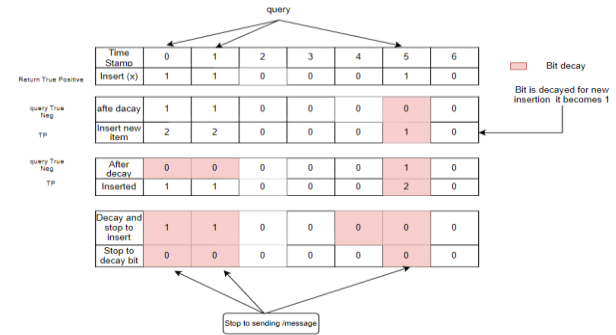 query
Time Stamp 0 1 2 3 4 5 6
Return True Positive Insert (x) 1 1 0 0 0 1 0
Bit decay
Bit is decayed for new
insertion it becomes 1
query True Neg afte dacay 1 1 0 0 0 0 0
TP Insert new item 2 2 0 0 0 1 0
query True Neg After decay 0 0 0 0 0 1 0
TP Inserted 1 1 0 0 0 2 0
Decay and stop to insert 1 1 0 0 0 0 0
Stop to decay bit 0 0 0 0 0 0 0
Stop to sending /message